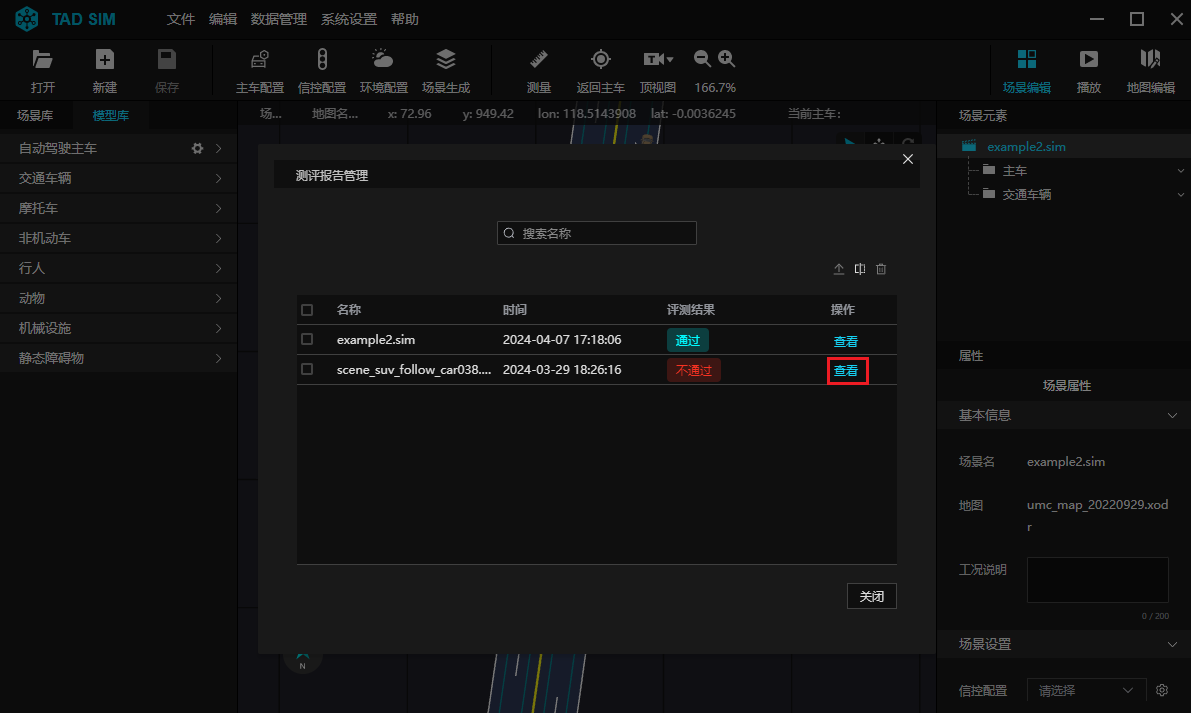 TAD SIM 文件 编辑 数据管理 系统设置 帮助
打开 新建 保存 主车配置 信控配置 环境配置 场景生成 测量 返回主车 顶视图 166.7% 场景编辑 播放 地图编辑
场景库 模型库 场... 地图名... x: 72.96 y: 949.42 lon: 118.5143908 lat: -0.0036245 当前主车: 场景元素
自动驾驶主车
交通车辆
摩托车
非机动车
行人
动物
机械设施
静态障碍物
测评报告管理
搜索名称
名称 时间 评测结果 操作
example2.sim 2024-04-07 17:18:06 通过 查看
scene_suv_follow_car038.... 2024-03-29 18:26:16 不通过 查看
关闭
N
example2.sim
主车
交通车辆
属性
场景属性
基本信息
场景名 example2.sim
地图 umc_map_20220929.xod
r
工况说明
0 / 200
场景设置
信控配置 请选择